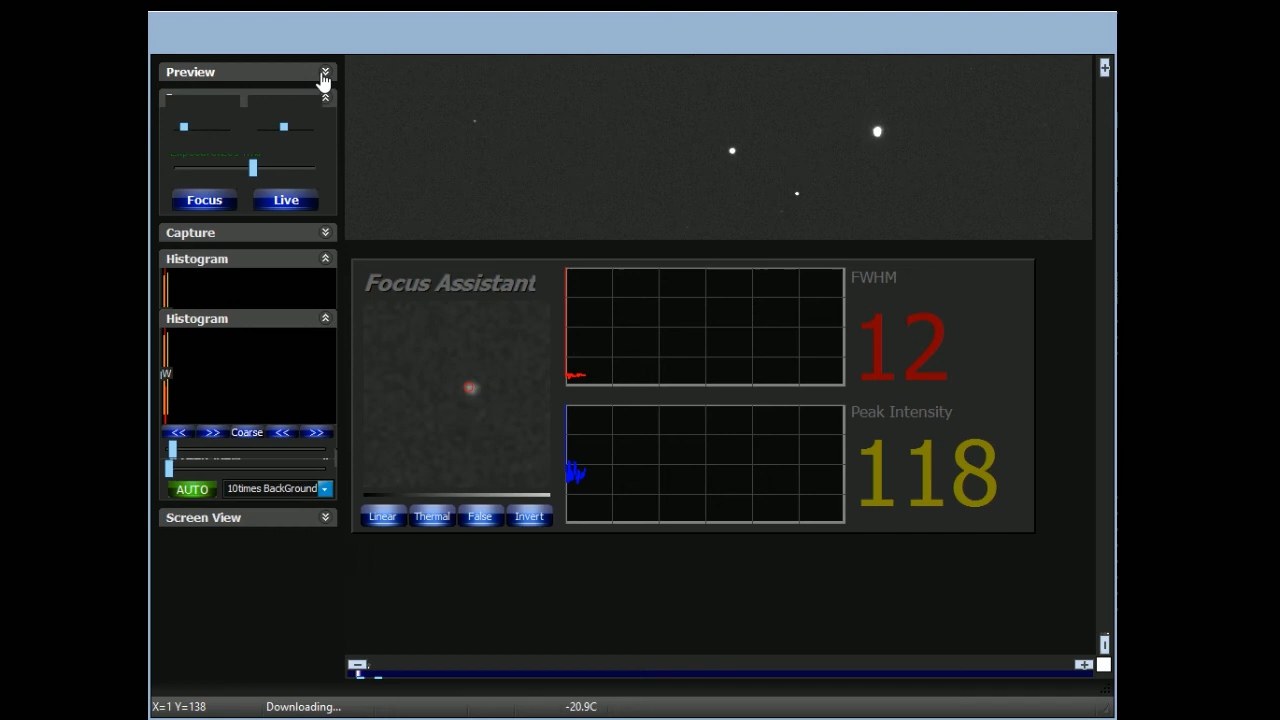 Preview
Focus Live
Capture
Histogram
Histogram
<< >> Coarse << >>
AUTO 10times BackGround
Screen View
Focus Assistant
Linear Thermal False Invert
FWHM
12
Peak Intensity
118
X=1 Y=138 Downloading... -20.9C